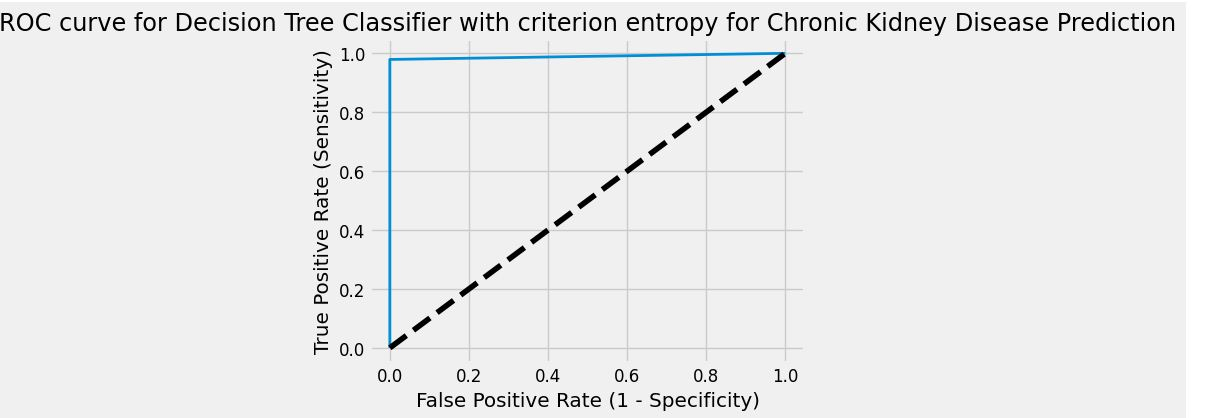 ROC curve for Decision Tree Classifier with criterion entropy for Chronic Kidney Disease Prediction
True Positive Rate (Sensitivity)
1.0
0.8
0.6
0.4
0.2
0.0
0.0 0.2 0.4 0.6 0.8 1.0
False Positive Rate (1 - Specificity)